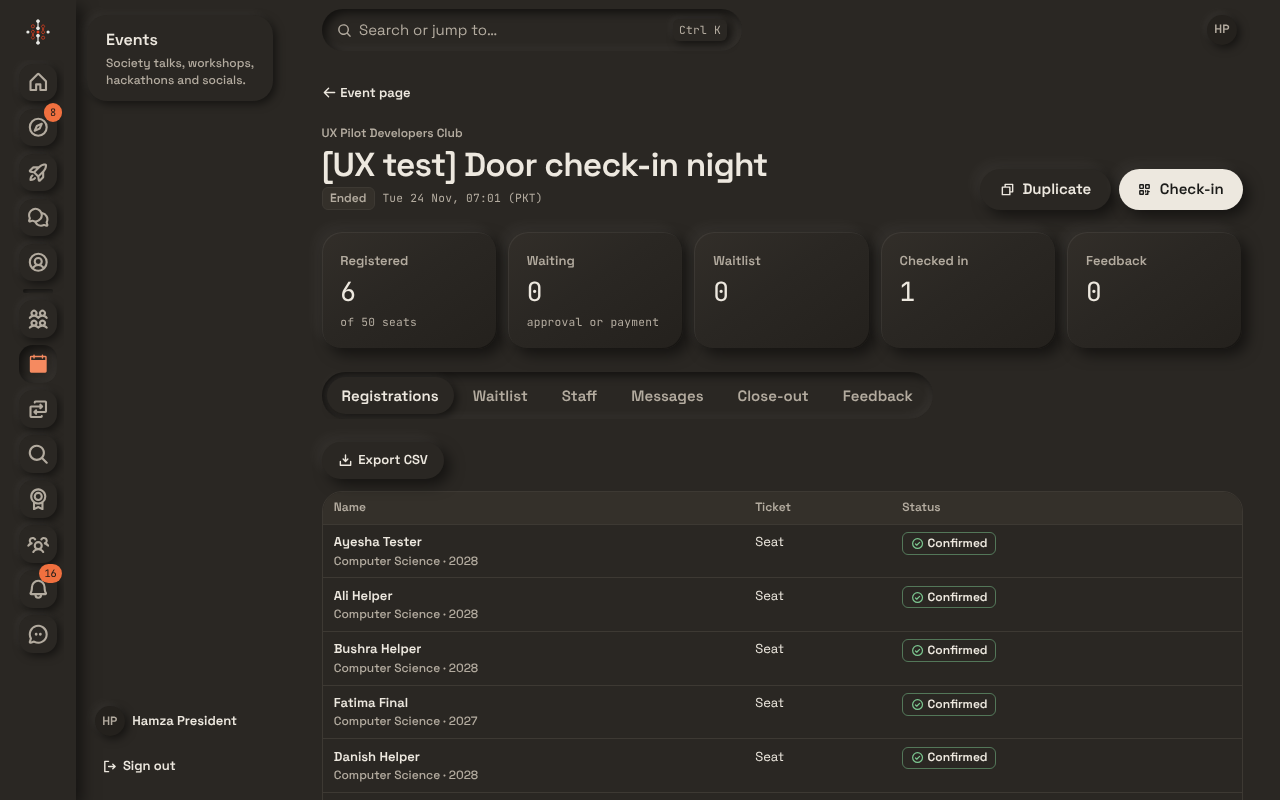 Events
Society talks, workshops,
hackathons and socials.
Search or jump to...
Ctrl K
HP
8
16
Event page
UX Pilot Developers Club
[UX test] Door check-in night
Ended Tue 24 Nov, 07:01 (PKT)
Duplicate
Check-in
Registered
6
of 50 seats
Waiting
0
approval or payment
Waitlist
0
Checked in
1
Feedback
0
Registrations Waitlist Staff Messages Close-out Feedback
Export CSV
Name Ticket Status
Ayesha Tester Seat Confirmed
Computer Science · 2028
Ali Helper Seat Confirmed
Computer Science · 2028
Bushra Helper Seat Confirmed
Computer Science · 2028
Fatima Final Seat Confirmed
Computer Science · 2027
Danish Helper Seat Confirmed
Computer Science · 2028
HP Hamza President
Sign out